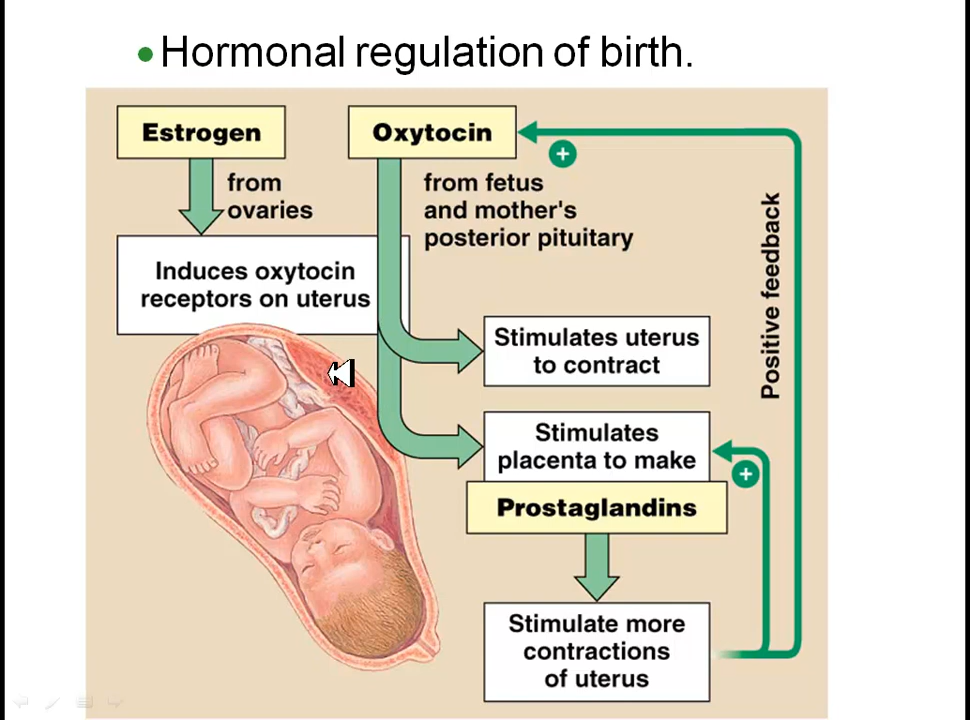 Hormonal regulation of birth.
Estrogen
Oxytocin
+
from
ovaries
from fetus
and mother's
posterior pituitary
Induces oxytocin
receptors on uterus
Stimulates uterus
to contract
Positive feedback
Stimulates
placenta to make
+
Prostaglandins
Stimulate more
contractions
of uterus